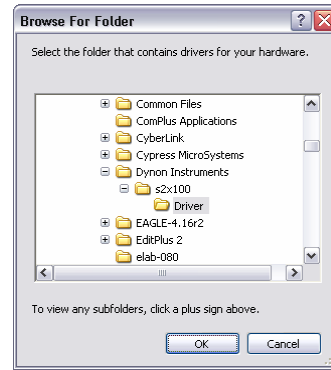 Browse For Folder
Select the folder that contains drivers for your hardware.
Common Files
ComPlus Applications
CyberLink
Cypress MicroSystems
Dynon Instruments
s2x100
Driver
EAGLE-4.16r2
EditPlus 2
elab-080
To view any subfolders, click a plus sign above.
OK
Cancel